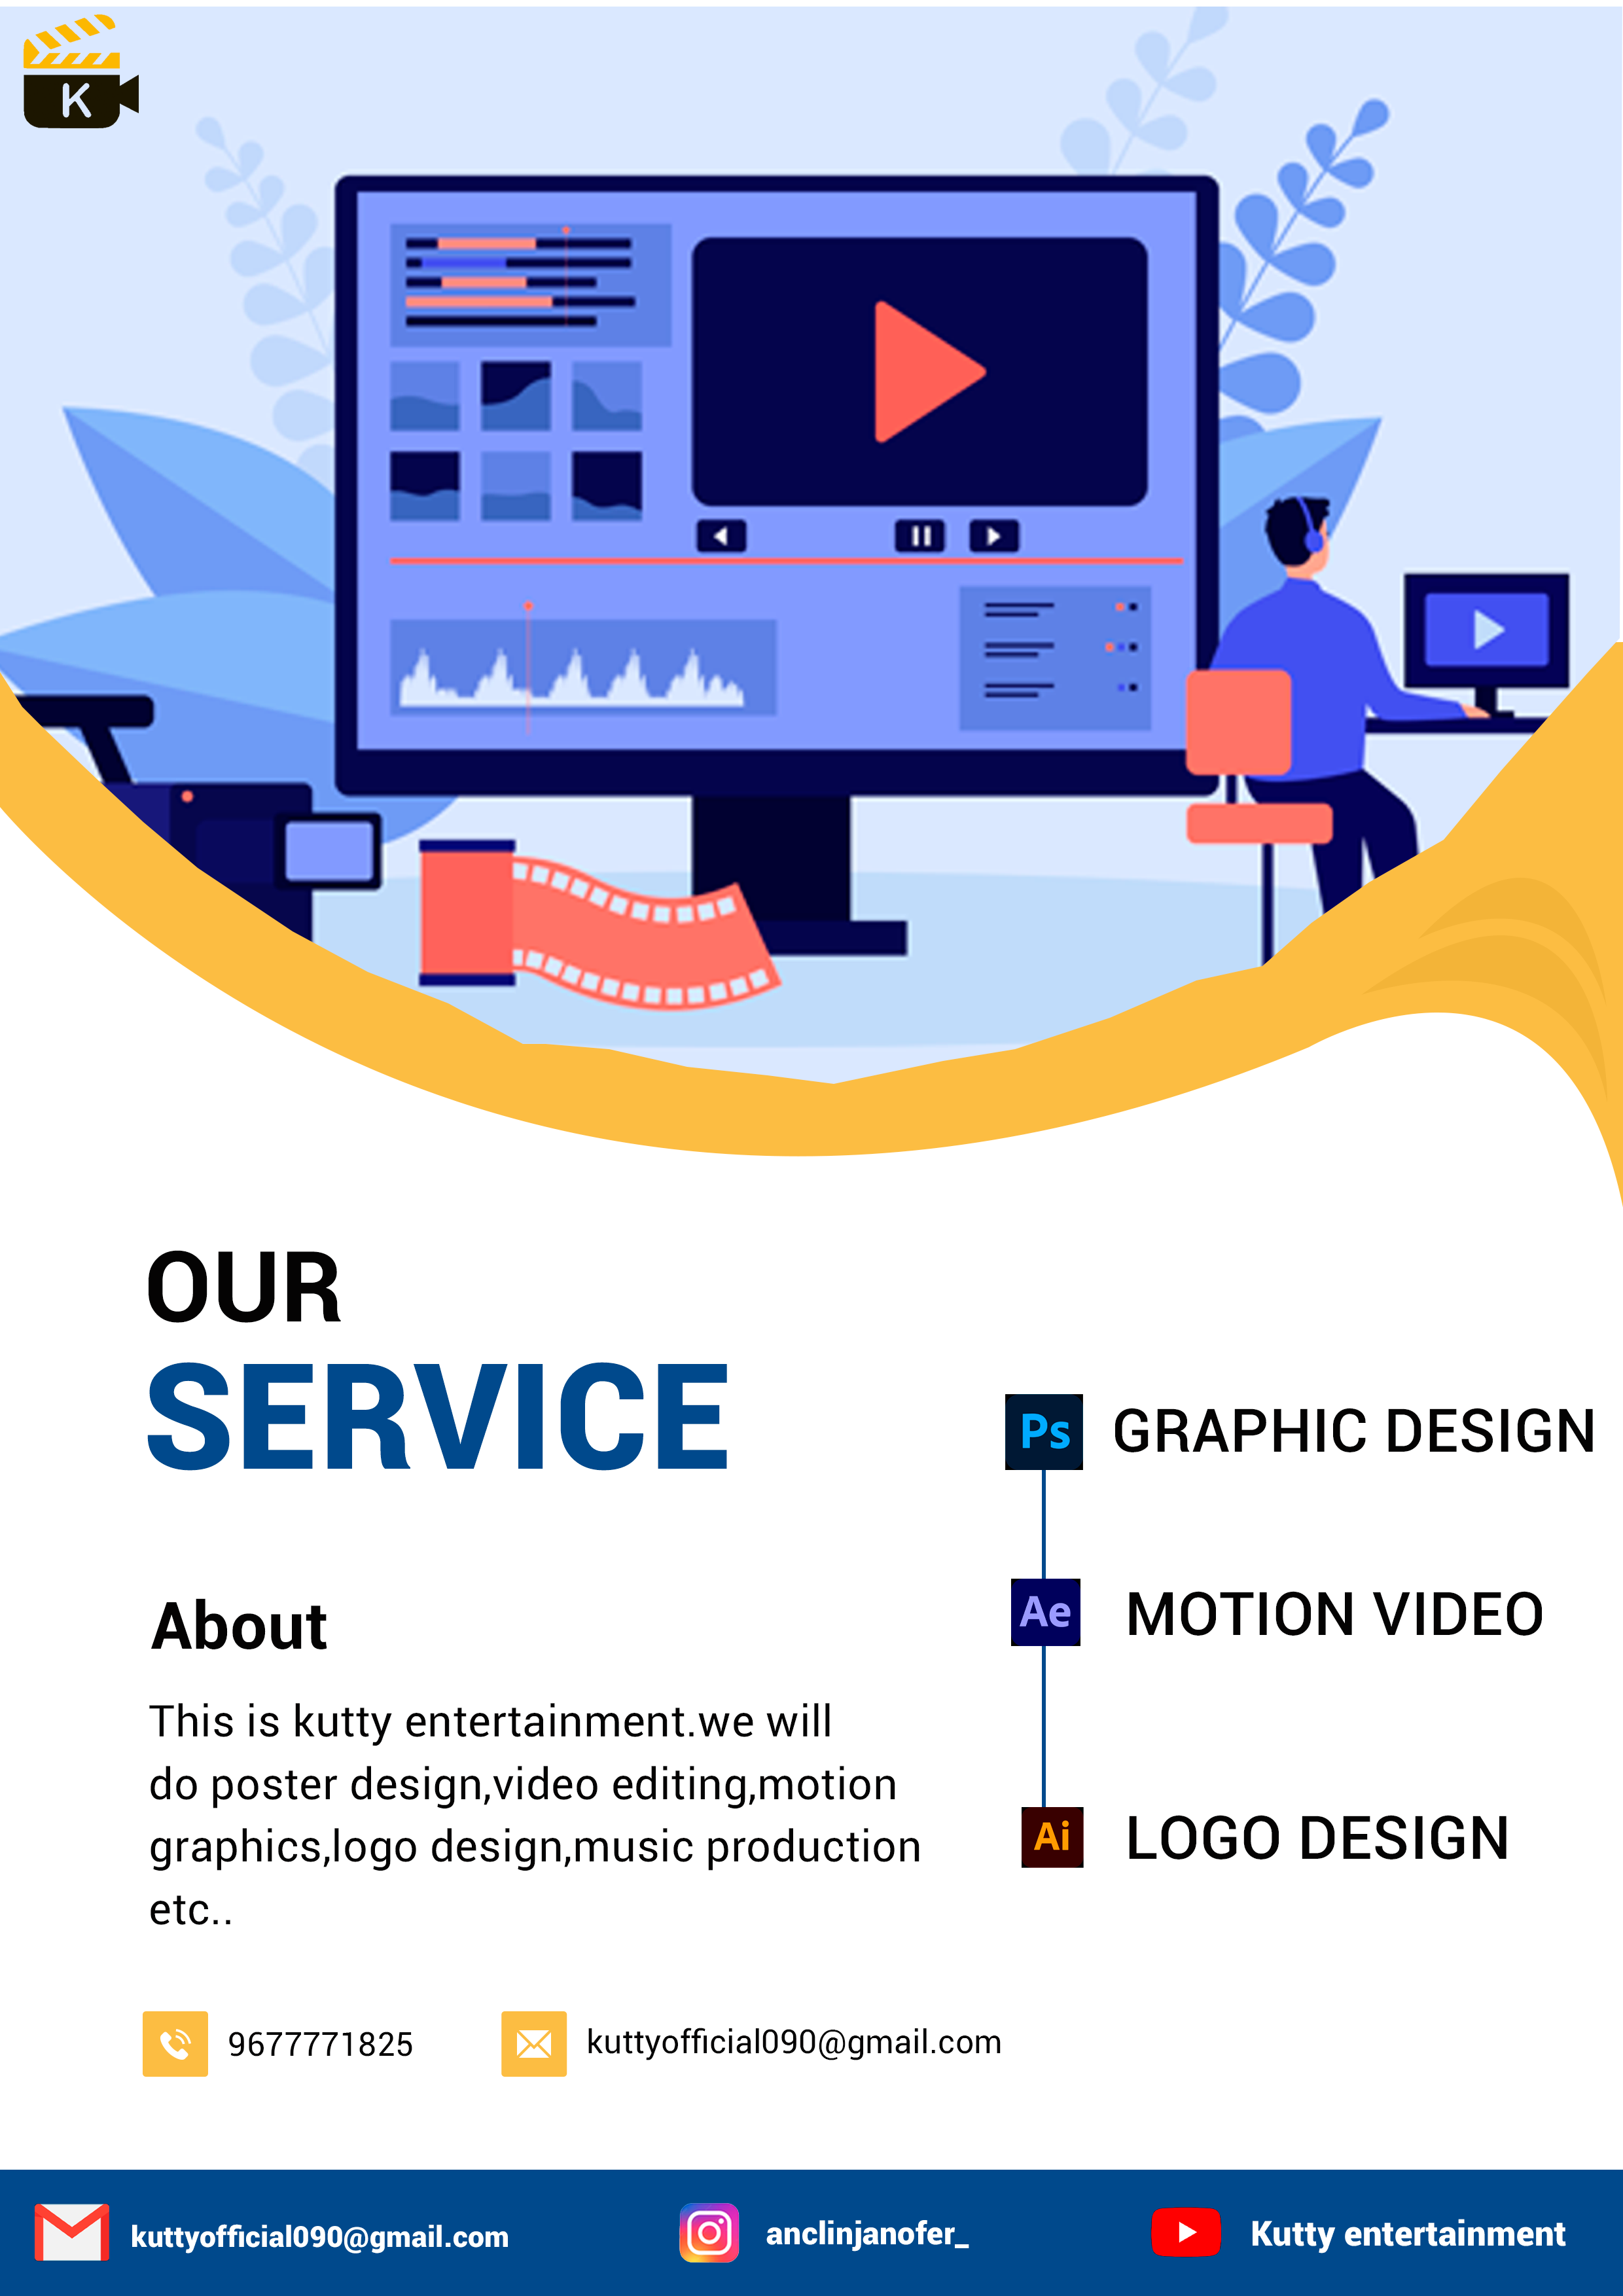 K
OUR
SERVICE
Ps GRAPHIC DESIGN
Ae MOTION VIDEO
Ai LOGO DESIGN
About
This is kutty entertainment.we will
do poster design,video editing,motion
graphics,logo design,music production
etc..
9677771825
kuttyofficial090@gmail.com
kuttyofficial090@gmail.com
anclinjanofer_
Kutty entertainment